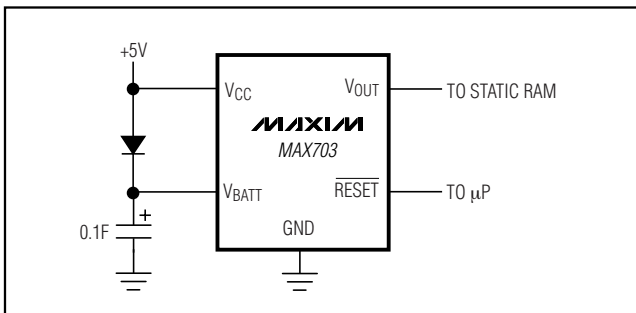 +5V
VCC
VOUT
TO STATIC RAM
MAXIM
MAX703
VBATT
RESET
TO µP
+
0.1F
GND